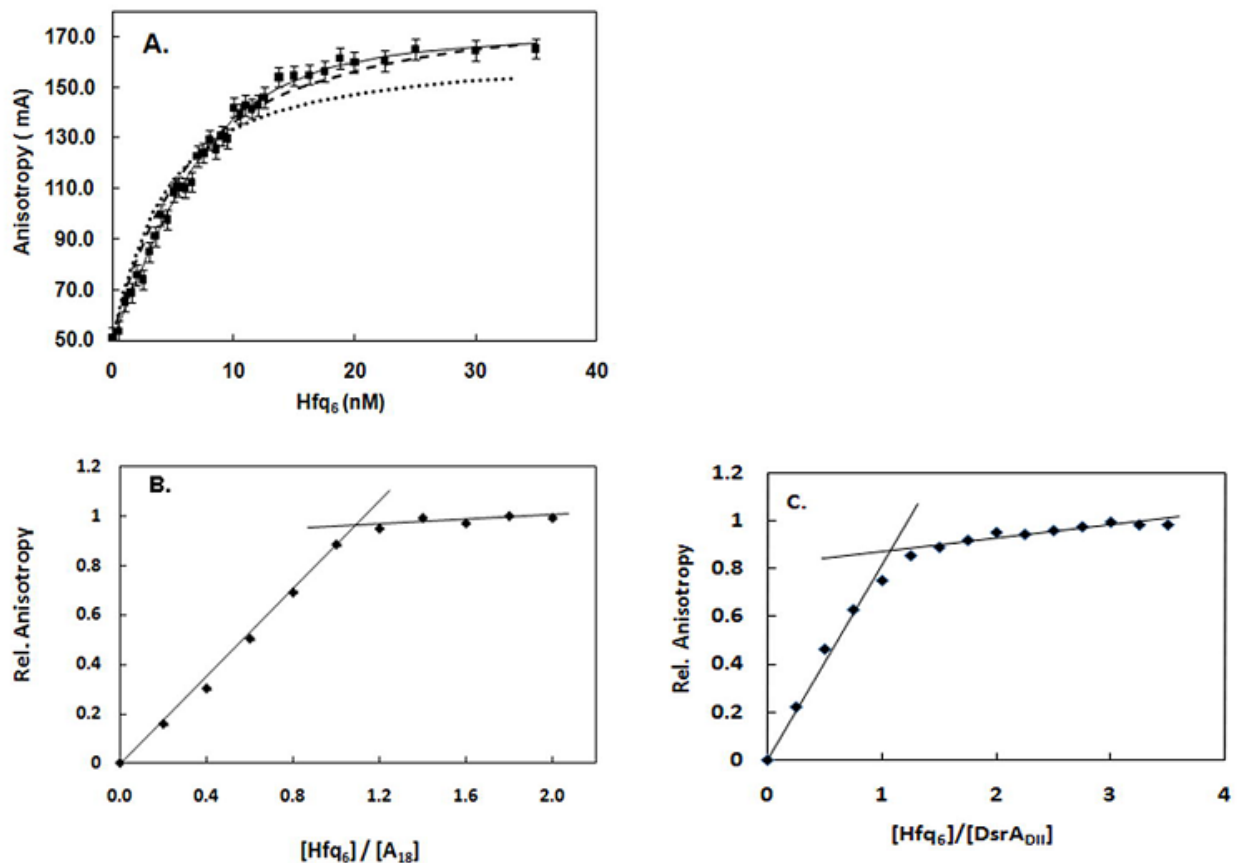 A.
Anisotropy ( mA)
170.0
150.0
130.0
110.0
90.0
70.0
50.0
0 10 20 30 40
Hfq₆ (nM)
B.
Rel. Anisotropy
1.2
1
0.8
0.6
0.4
0.2
0
0.0 0.4 0.8 1.2 1.6 2.0
[Hfq₆] / [A₁₈]
C.
Rel. Anisotropy
1.2
1
0.8
0.6
0.4
0.2
0
0 1 2 3 4
[Hfq₆]/[DsrA_DII]